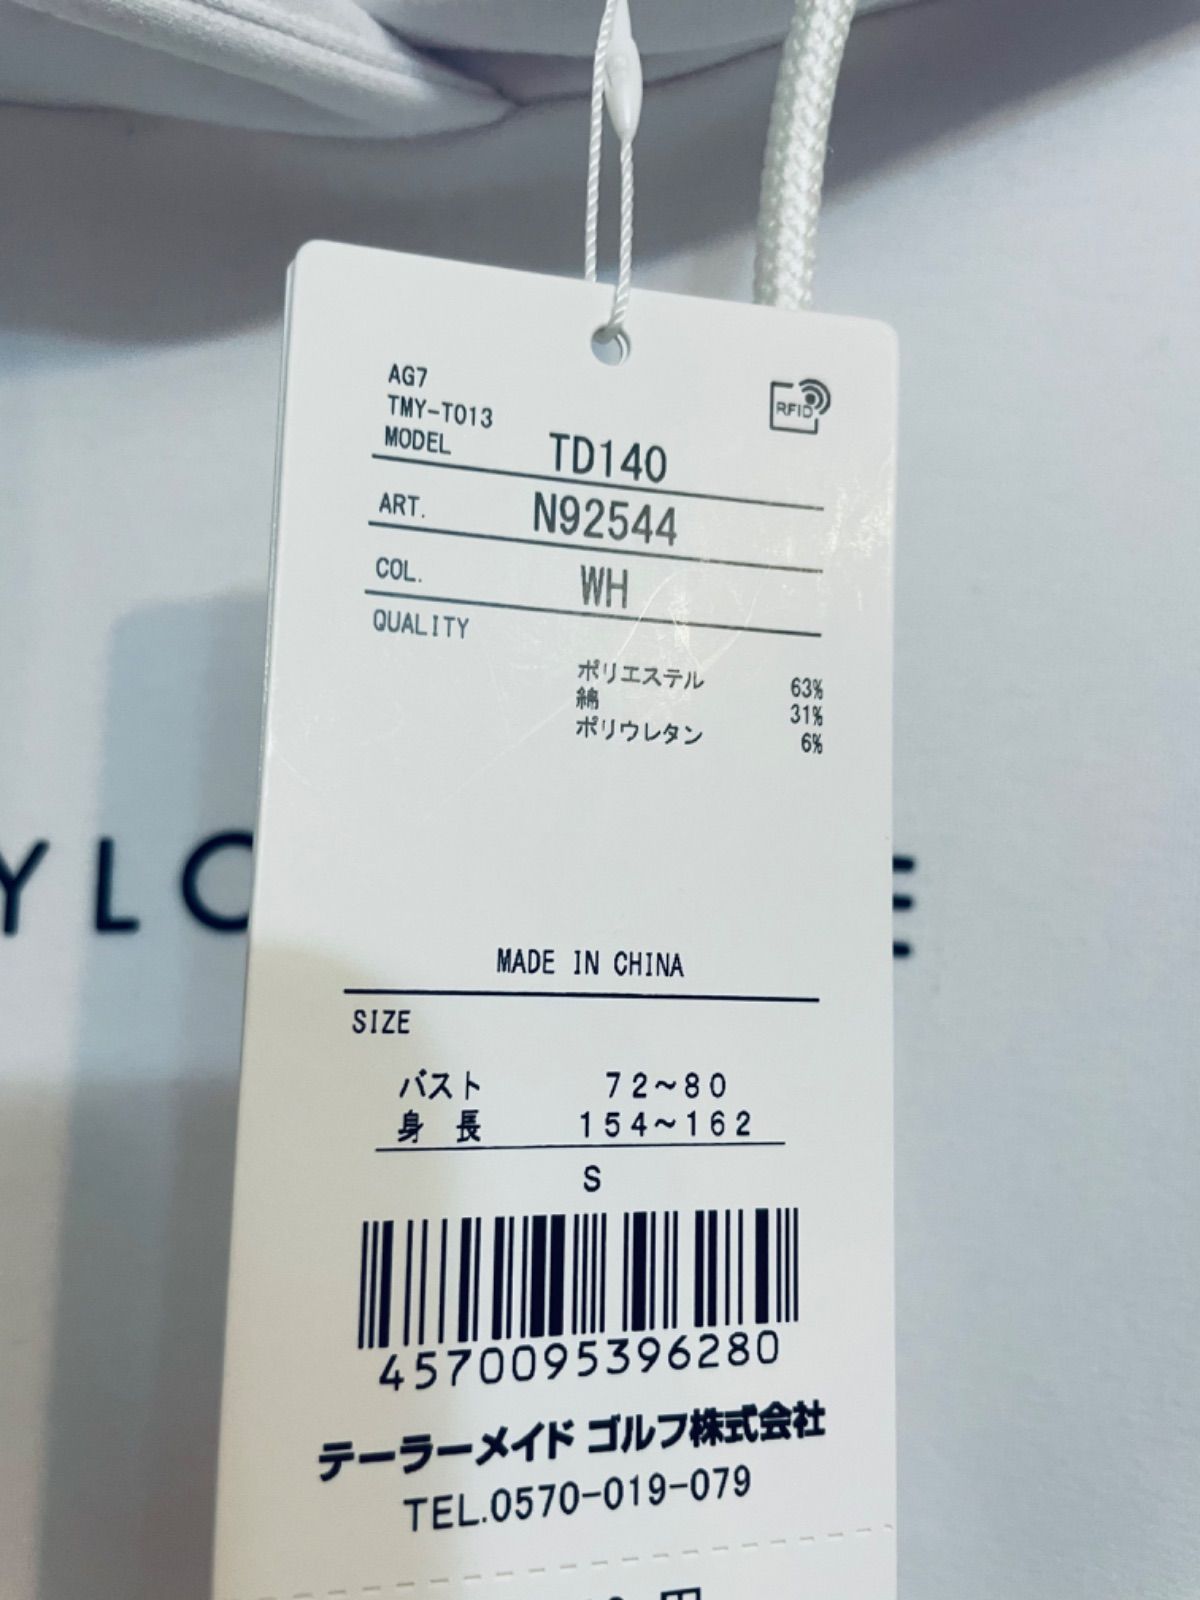 AG7
TMY-T013
MODEL TD140
RFID
ART. N92544
COL. WH
QUALITY
ポリエステル 63%
綿 31%
ポリウレタン 6%
YLO E
MADE IN CHINA
SIZE
バスト 72~80
身長 154~162
S
4570095396280
テーラーメイド ゴルフ株式会社
TEL.0570-019-079
円